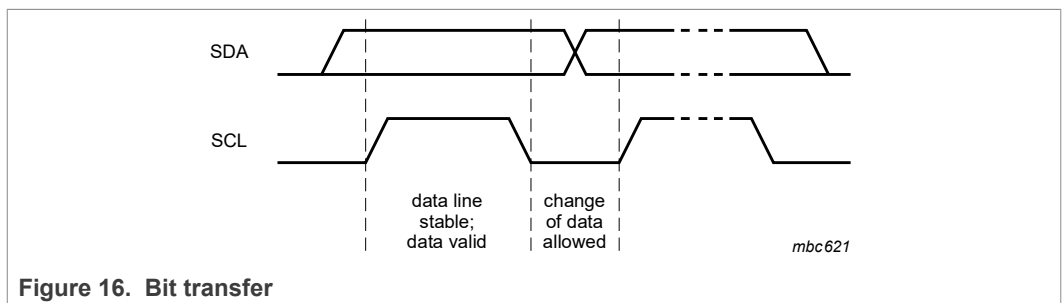 SDA
SCL
data line
stable;
data valid
change
of data
allowed
mbc621
Figure 16. Bit transfer